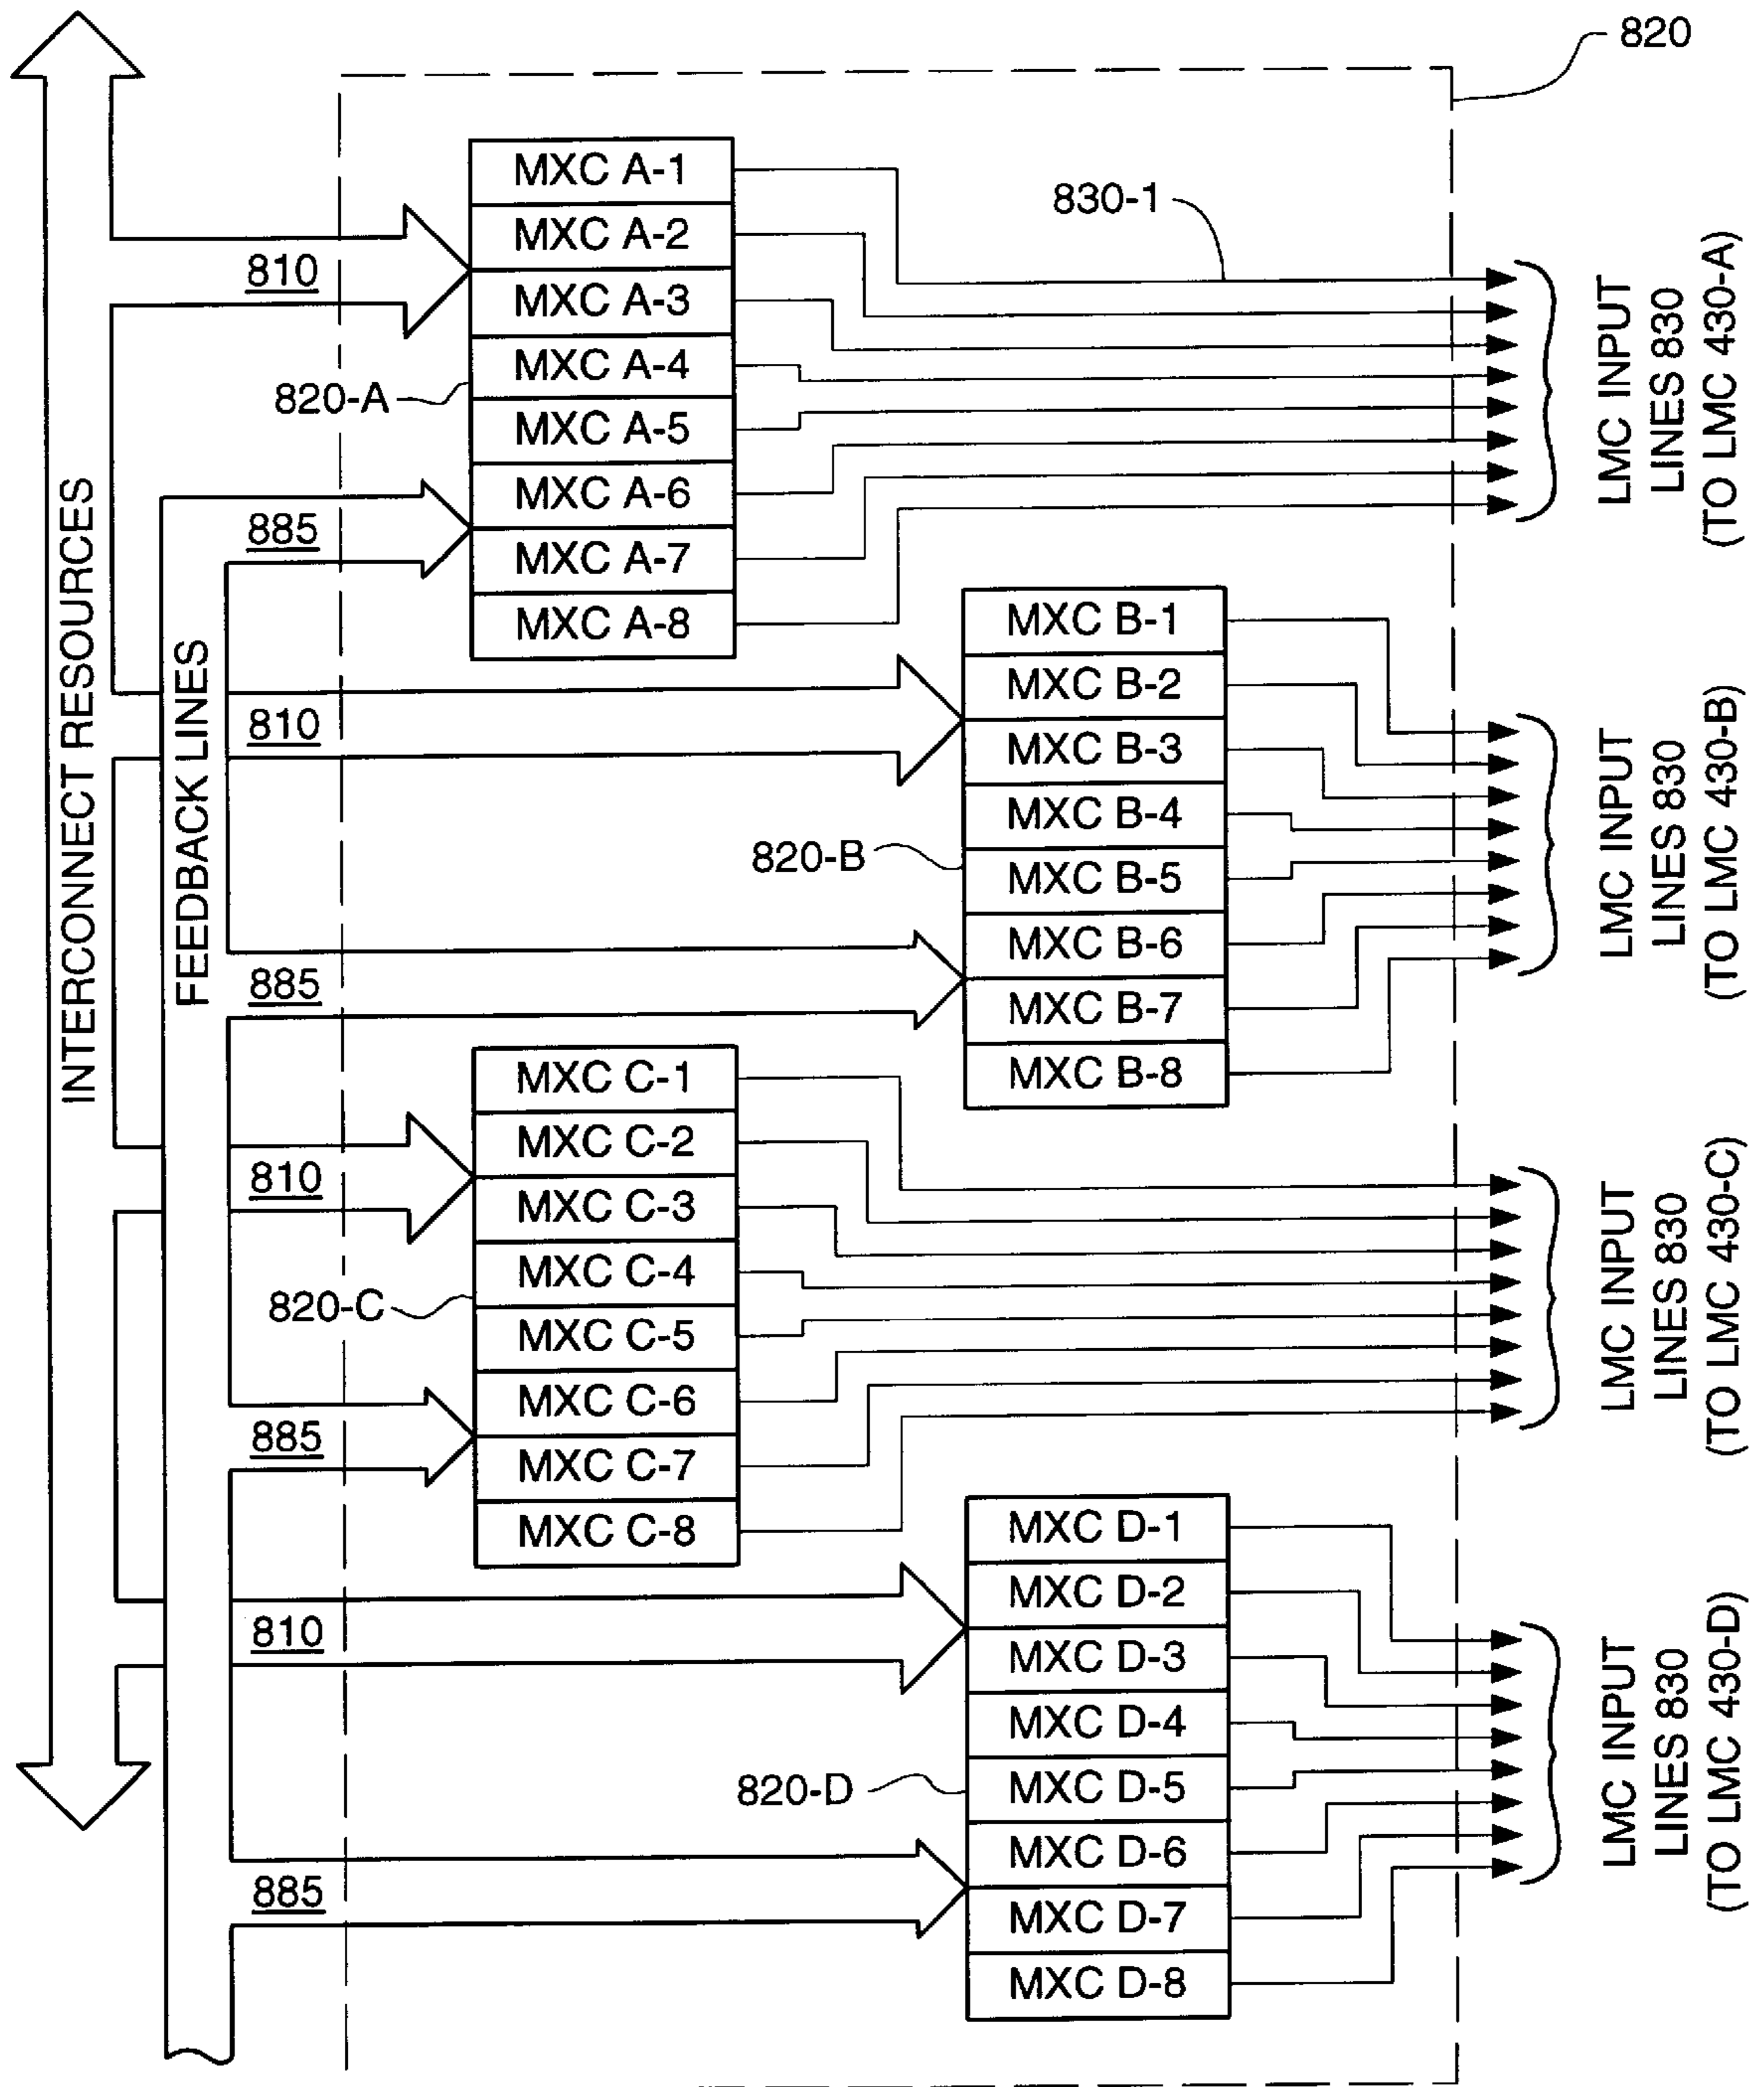 820
INTERCONNECT RESOURCES
FEEDBACK LINES
810
820-A
885
MXC A-1
MXC A-2
MXC A-3
MXC A-4
MXC A-5
MXC A-6
MXC A-7
MXC A-8
830-1
LMC INPUT
LINES 830
(TO LMC 430-A)
810
820-B
885
MXC B-1
MXC B-2
MXC B-3
MXC B-4
MXC B-5
MXC B-6
MXC B-7
MXC B-8
LMC INPUT
LINES 830
(TO LMC 430-B)
810
820-C
885
MXC C-1
MXC C-2
MXC C-3
MXC C-4
MXC C-5
MXC C-6
MXC C-7
MXC C-8
LMC INPUT
LINES 830
(TO LMC 430-C)
810
820-D
885
MXC D-1
MXC D-2
MXC D-3
MXC D-4
MXC D-5
MXC D-6
MXC D-7
MXC D-8
LMC INPUT
LINES 830
(TO LMC 430-D)